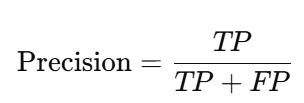 Precision = TP / (TP + FP)